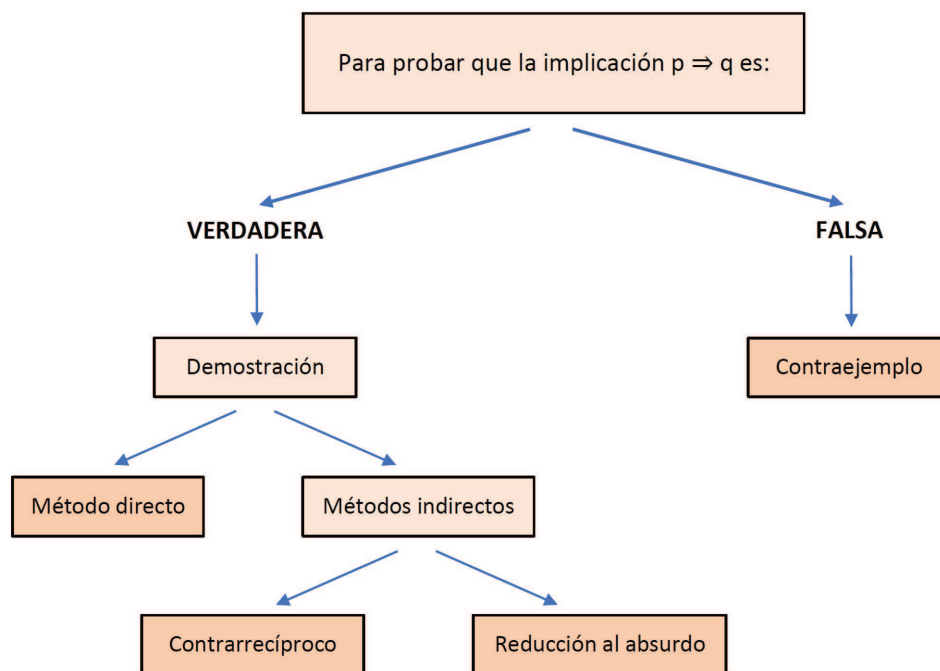 Para probar que la implicación p ⇒ q es:
VERDADERA
FALSA
Demostración
Contraejemplo
Método directo
Métodos indirectos
Contrarrecíproco
Reducción al absurdo